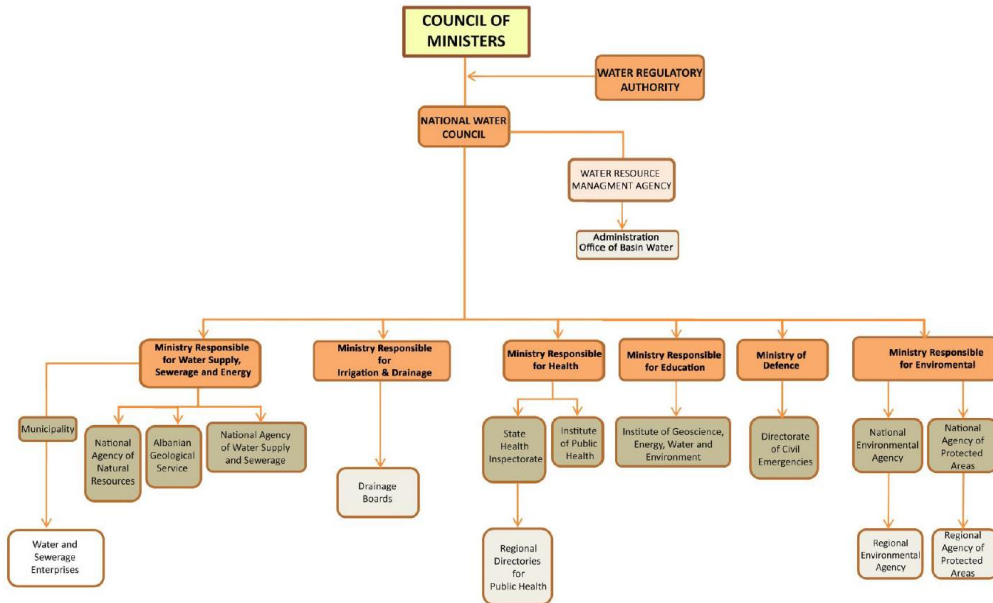 COUNCIL OF
MINISTERS
WATER REGULATORY
AUTHORITY
NATIONAL WATER
COUNCIL
WATER RESOURCE
MANAGMENT AGENCY
Administration
Office of Basin Water
Ministry Responsible
for Water Supply,
Sewerage and Energy
Ministry Responsible
for
Irrigation & Drainage
Ministry Responsible
for Health
Ministry Responsible
for Education
Ministry of
Defence
Ministry Responsible
for Enviromental
Municipality
National
Agency of
Natural
Resources
Albanian
Geological
Service
National Agency
of Water Supply
and Sewerage
Drainage
Boards
State
Health
Inspectorate
Institute
of Public
Health
Institute of Geoscience,
Energy, Water and
Environment
Directorate
of Civil
Emergencies
National
Environmental
Agency
National
Agency of
Protected
Areas
Water and
Sewerage
Enterprises
Regional
Directories
for
Public Health
Regional
Environmental
Agency
Regional
Agency of
Protected
Areas